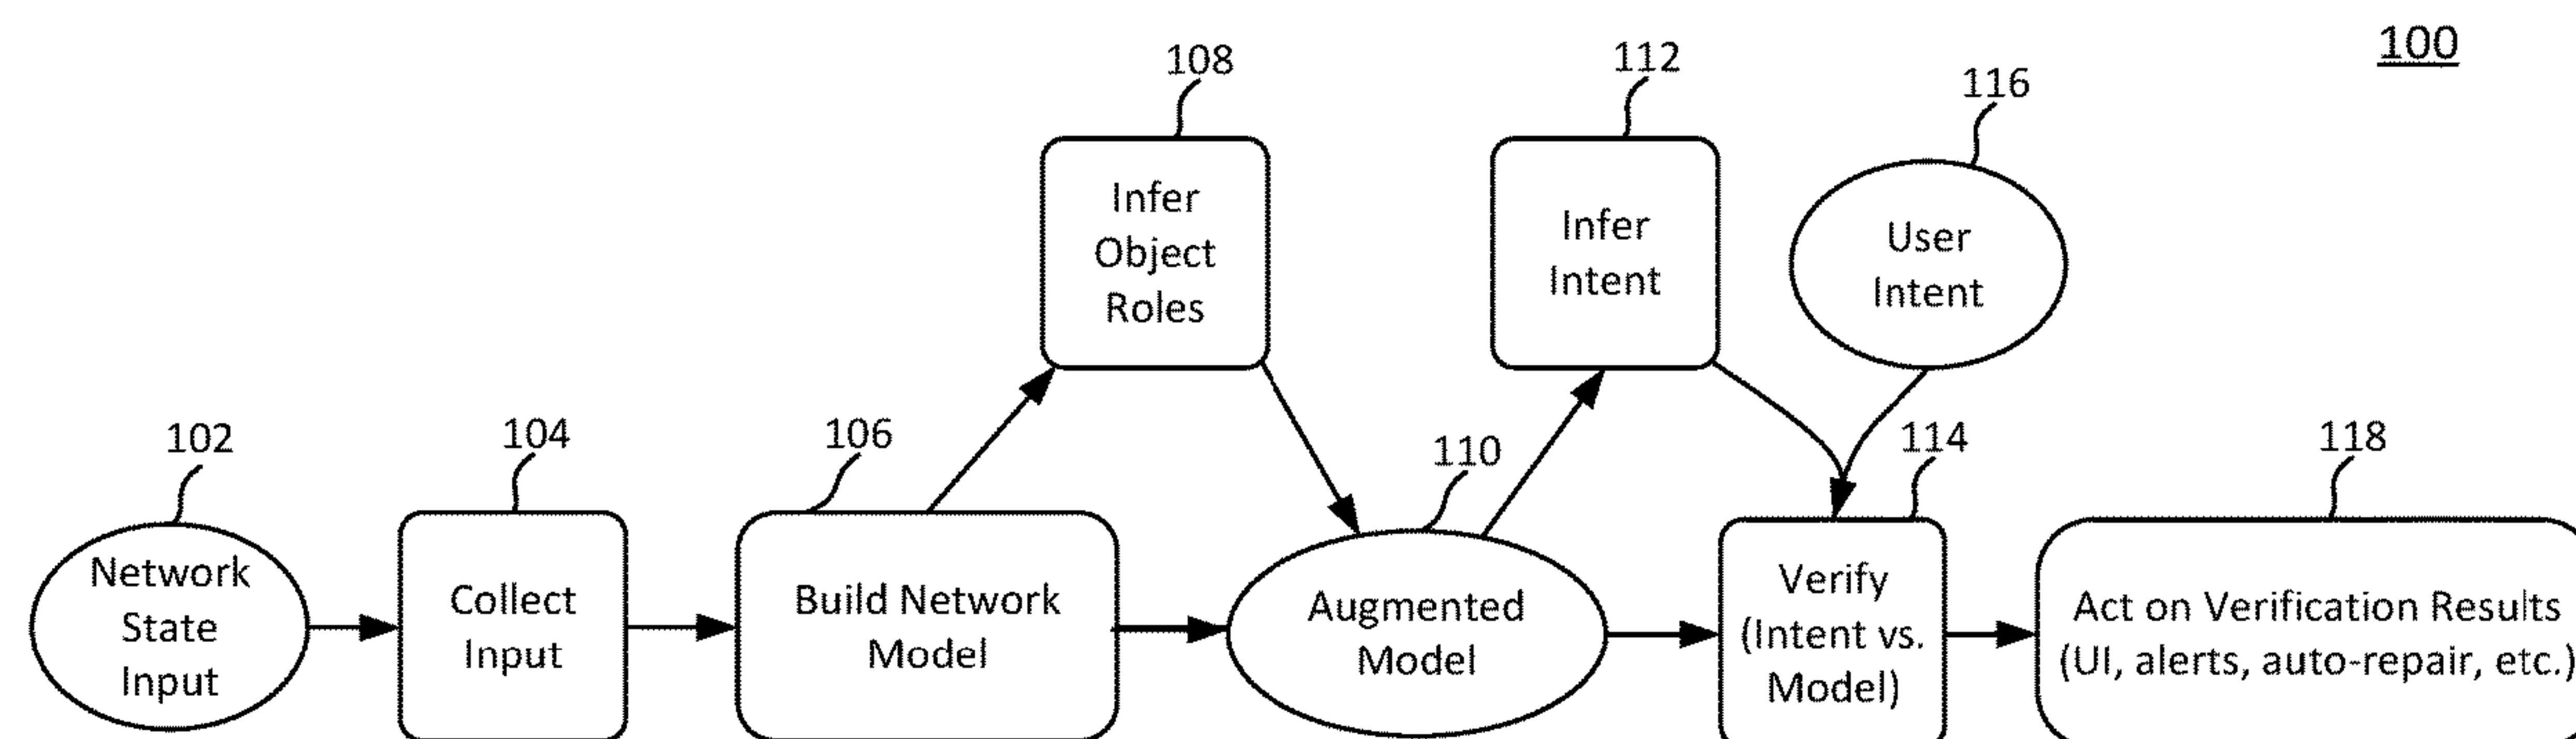 100
108
112
116
Infer
Object
Roles
Infer
Intent
User
Intent
102
104
106
110
114
118
Network
State
Input
Collect
Input
Build Network
Model
Augmented
Model
Verify
(Intent vs.
Model)
Act on Verification Results
(UI, alerts, auto-repair, etc.)